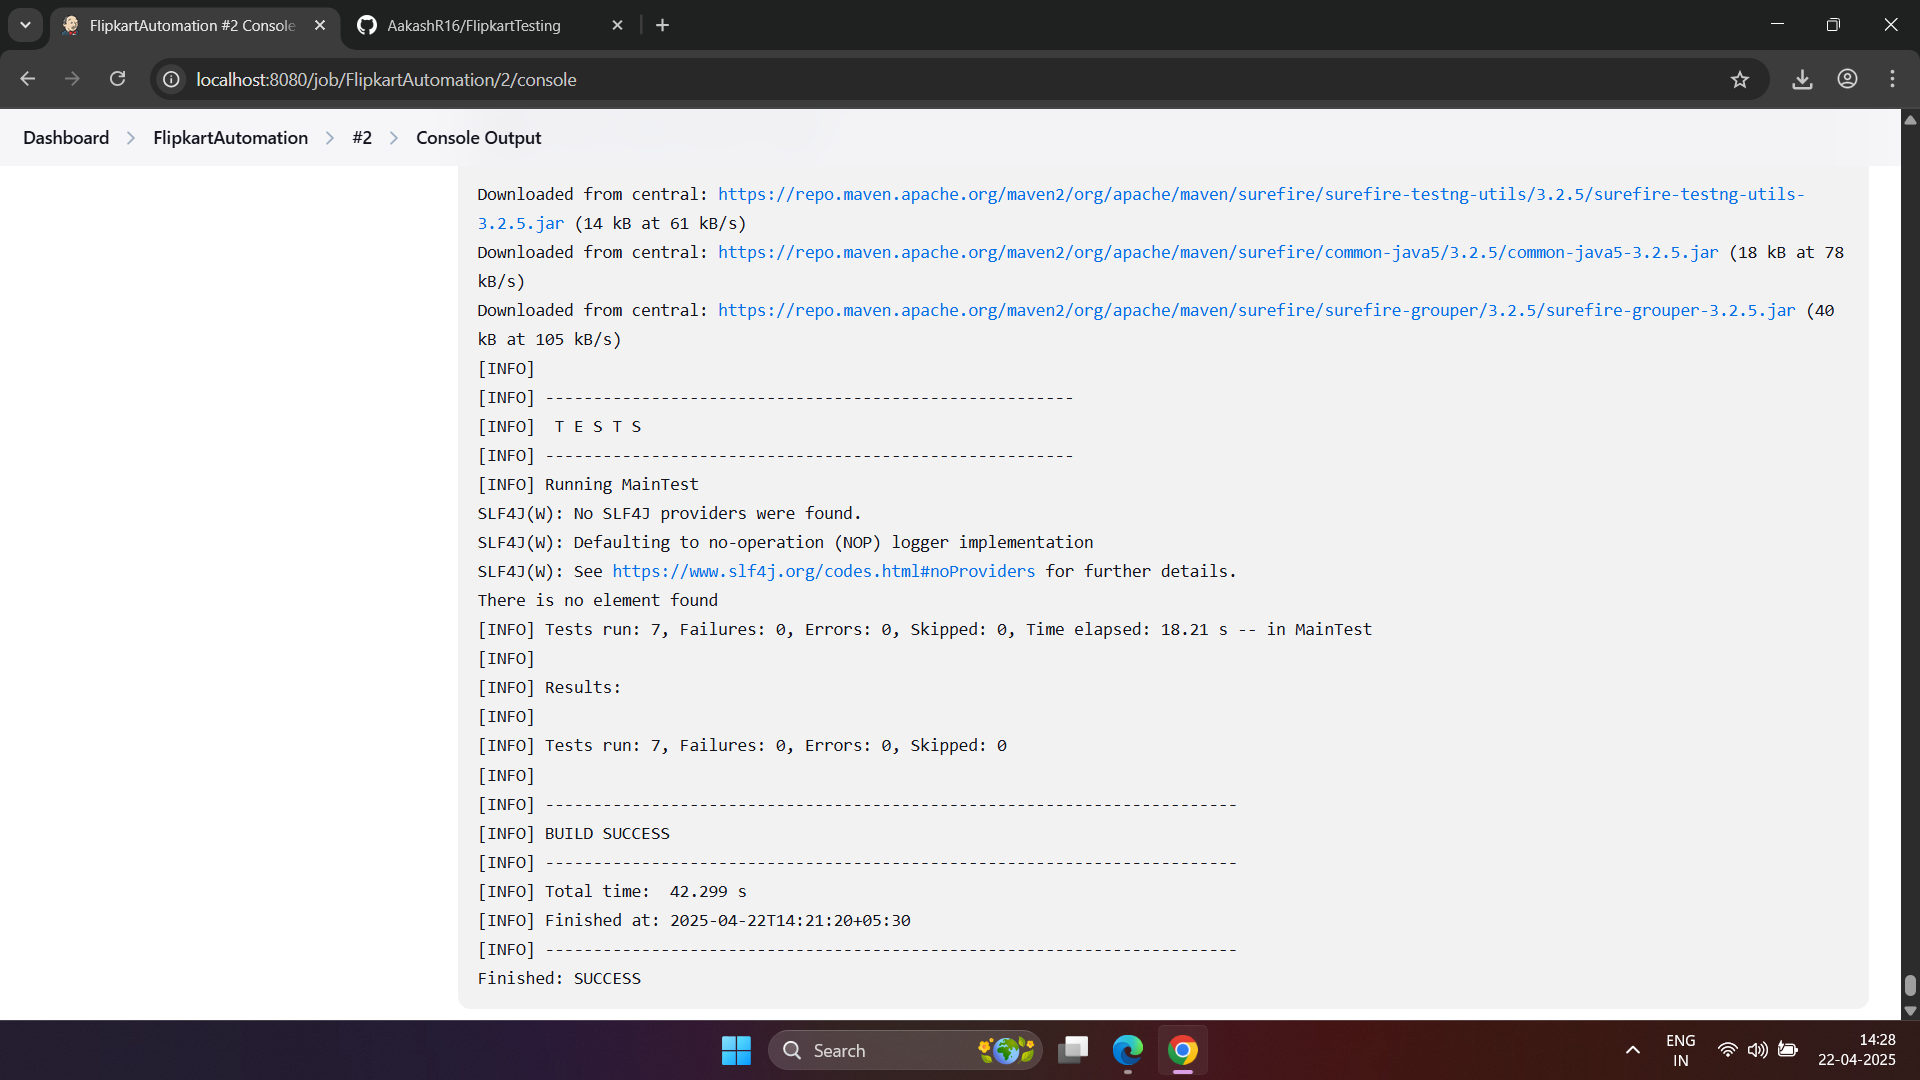 FlipkartAutomation #2 Console
AakashR16/FlipkartTesting
localhost:8080/job/FlipkartAutomation/2/console
Dashboard > FlipkartAutomation > #2 > Console Output
Downloaded from central: https://repo.maven.apache.org/maven2/org/apache/maven/surefire/surefire-testng-utils/3.2.5/surefire-testng-utils-
3.2.5.jar (14 kB at 61 kB/s)
Downloaded from central: https://repo.maven.apache.org/maven2/org/apache/maven/surefire/common-java5/3.2.5/common-java5-3.2.5.jar (18 kB at 78
kB/s)
Downloaded from central: https://repo.maven.apache.org/maven2/org/apache/maven/surefire/surefire-grouper/3.2.5/surefire-grouper-3.2.5.jar (40
kB at 105 kB/s)
[INFO]
[INFO] -------------------------------------------------------
[INFO]  T E S T S
[INFO] -------------------------------------------------------
[INFO] Running MainTest
SLF4J(W): No SLF4J providers were found.
SLF4J(W): Defaulting to no-operation (NOP) logger implementation
SLF4J(W): See https://www.slf4j.org/codes.html#noProviders for further details.
There is no element found
[INFO] Tests run: 7, Failures: 0, Errors: 0, Skipped: 0, Time elapsed: 18.21 s -- in MainTest
[INFO]
[INFO] Results:
[INFO]
[INFO] Tests run: 7, Failures: 0, Errors: 0, Skipped: 0
[INFO]
[INFO] ------------------------------------------------------------------------
[INFO] BUILD SUCCESS
[INFO] ------------------------------------------------------------------------
[INFO] Total time:  42.299 s
[INFO] Finished at: 2025-04-22T14:21:20+05:30
[INFO] ------------------------------------------------------------------------
Finished: SUCCESS
Search
ENG
IN
14:28
22-04-2025